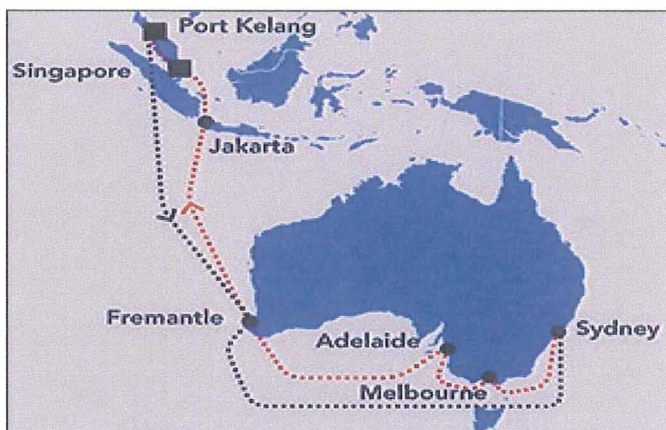 Port Kelang
Singapore
Jakarta
Fremantle
Adelaide
Sydney
Melbourne